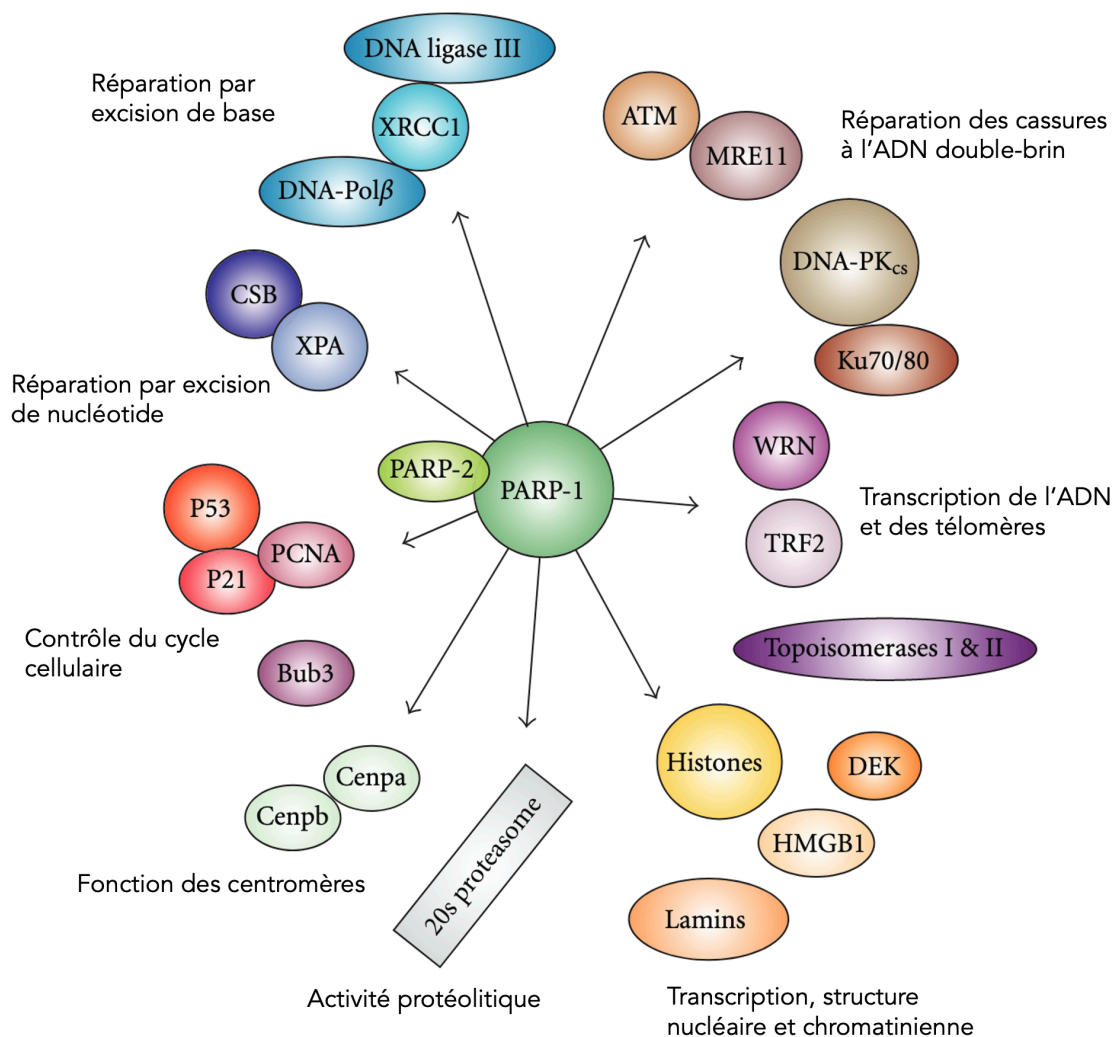 DNA ligase III
XRCC1
DNA-Polβ
Réparation par
excision de base
ATM
MRE11
Réparation des cassures
à l’ADN double-brin
DNA-PKcs
Ku70/80
CSB
XPA
Réparation par excision
de nucléotide
PARP-2
PARP-1
WRN
TRF2
Transcription de l’ADN
et des télomères
P53
PCNA
P21
Contrôle du cycle
cellulaire
Bub3
Topoisomerases I & II
Histones
DEK
HMGB1
Lamins
Cenpa
Cenpb
Fonction des centromères
20s proteasome
Activité protéolitique
Transcription, structure
nucléaire et chromatinienne